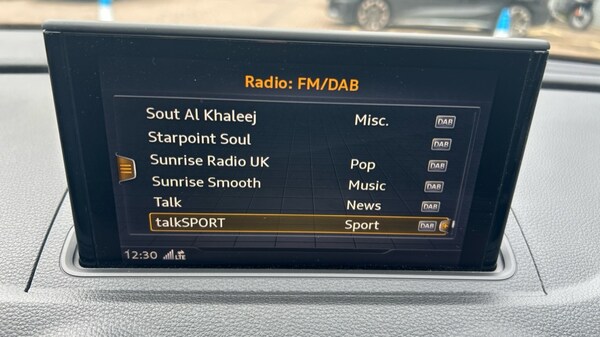 Radio: FM/DAB
Sout Al Khaleej Misc. DAB
Starpoint Soul DAB
Sunrise Radio UK Pop DAB
Sunrise Smooth Music DAB
Talk News DAB
talkSPORT Sport DAB
12:30 LTE